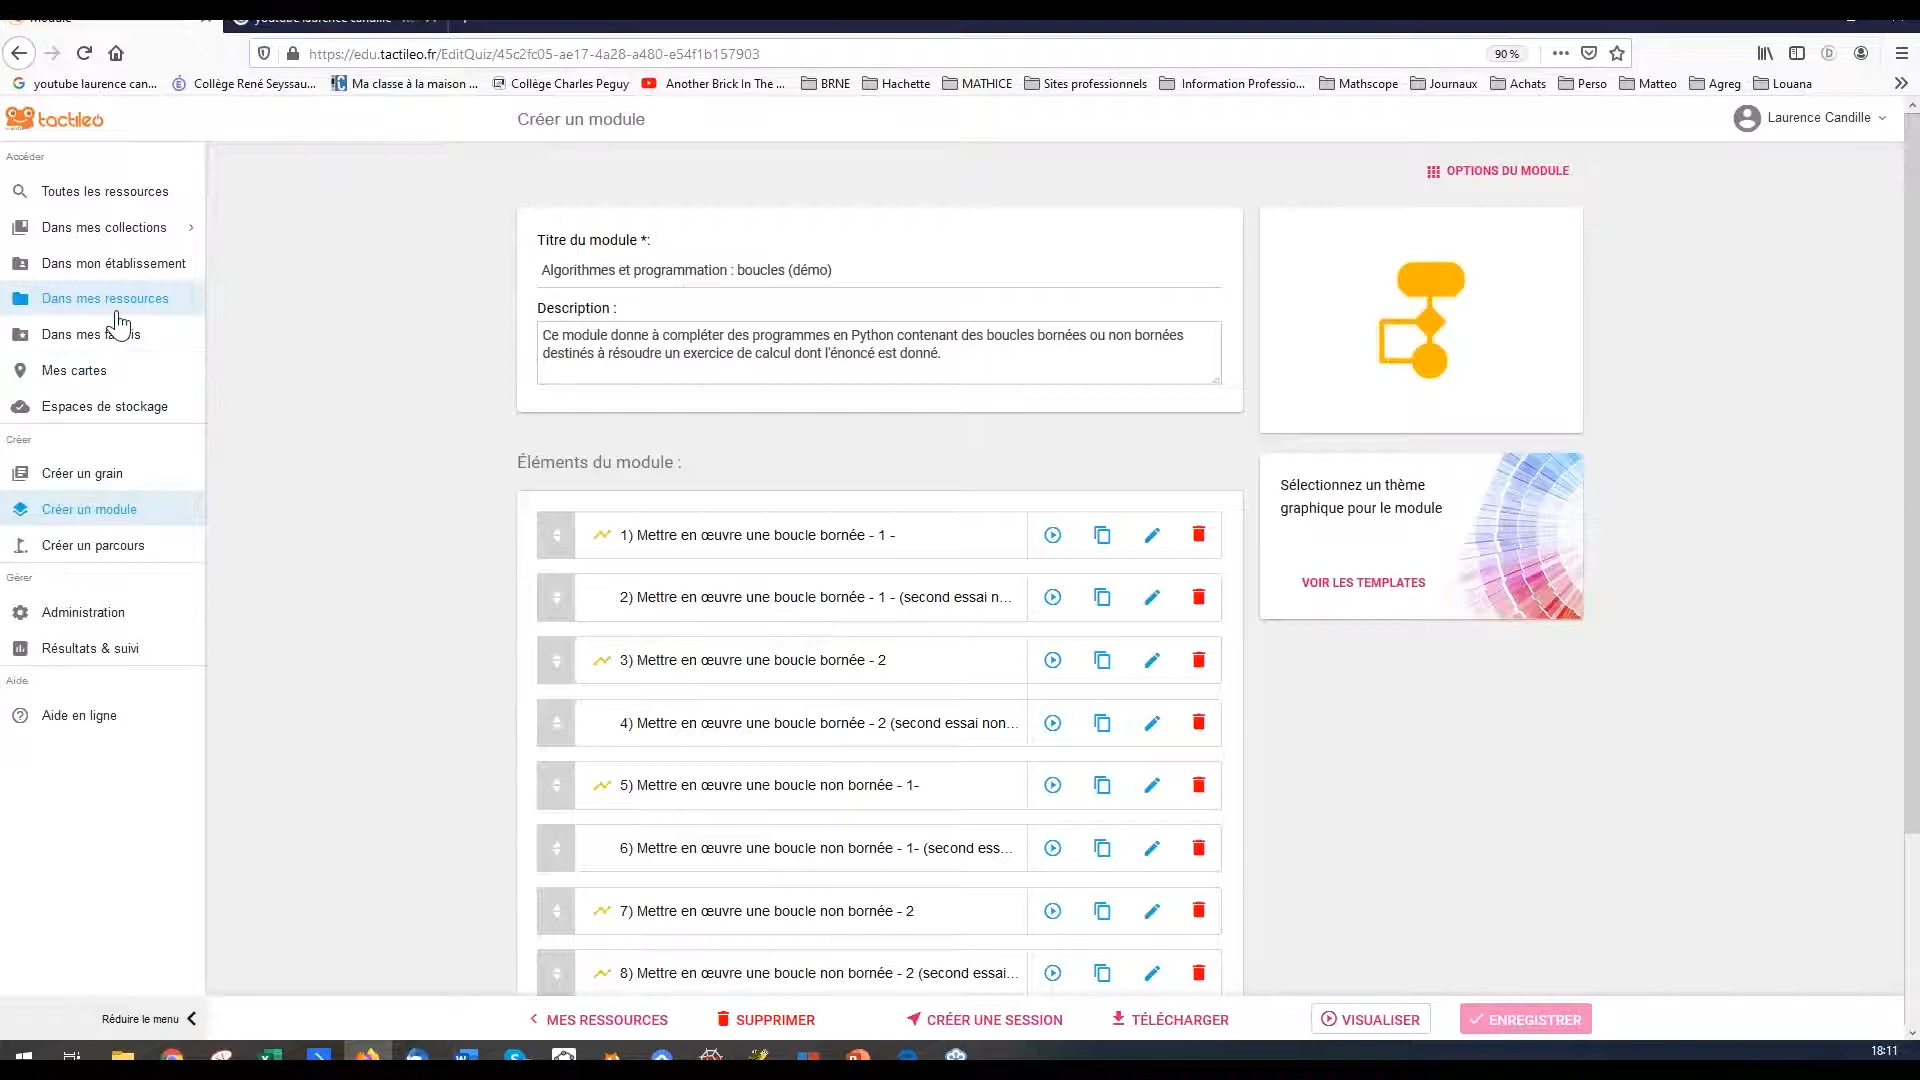 Module
youtube laurence candille
https://edu.tactileo.fr/EditQuiz/45c2fc05-ae17-4a28-a480-e54f1b157903
90 %
youtube laurence can...
Collège René Seyssau...
Ma classe à la maison ...
Collège Charles Peguy
Another Brick In The ...
BRNE
Hachette
MATHICE
Sites professionnels
Information Professio...
Mathscope
Journaux
Achats
Perso
Matteo
Agreg
Louana
tactileo
Créer un module
Laurence Candille
Accéder
Toutes les ressources
Dans mes collections
Dans mon établissement
Dans mes ressources
Dans mes
Mes cartes
Espaces de stockage
Créer
Créer un grain
Créer un module
Créer un parcours
Gérer
Administration
Résultats & suivi
Aide
Aide en ligne
Réduire le menu
OPTIONS DU MODULE
Titre du module *:
Algorithmes et programmation : boucles (démo)
Description :
Ce module donne à compléter des programmes en Python contenant des boucles bornées ou non bornées
destinés à résoudre un exercice de calcul dont l'énoncé est donné.
Sélectionnez un thème
graphique pour le module
VOIR LES TEMPLATES
Éléments du module :
1) Mettre en œuvre une boucle bornée - 1 -
2) Mettre en œuvre une boucle bornée - 1 - (second essai n...
3) Mettre en œuvre une boucle bornée - 2
4) Mettre en œuvre une boucle bornée - 2 (second essai non...
5) Mettre en œuvre une boucle non bornée - 1-
6) Mettre en œuvre une boucle non bornée - 1- (second ess...
7) Mettre en œuvre une boucle non bornée - 2
8) Mettre en œuvre une boucle non bornée - 2 (second essai...
MES RESSOURCES
SUPPRIMER
CRÉER UNE SESSION
TÉLÉCHARGER
VISUALISER
ENREGISTRER
18:11